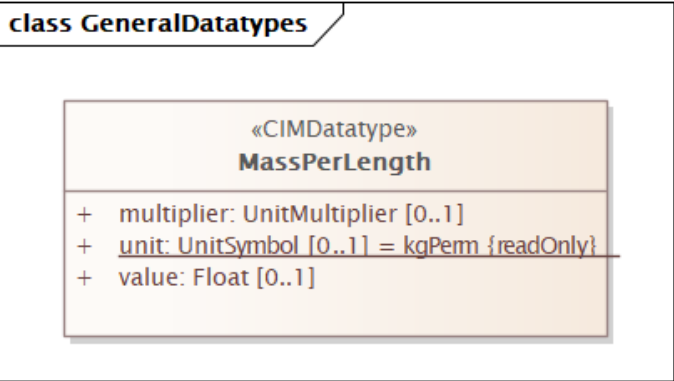 class GeneralDatatypes
«CIMDatatype»
MassPerLength
+ multiplier: UnitMultiplier [0..1]
+ unit: UnitSymbol [0..1] = kgPerm {readOnly}
+ value: Float [0..1]